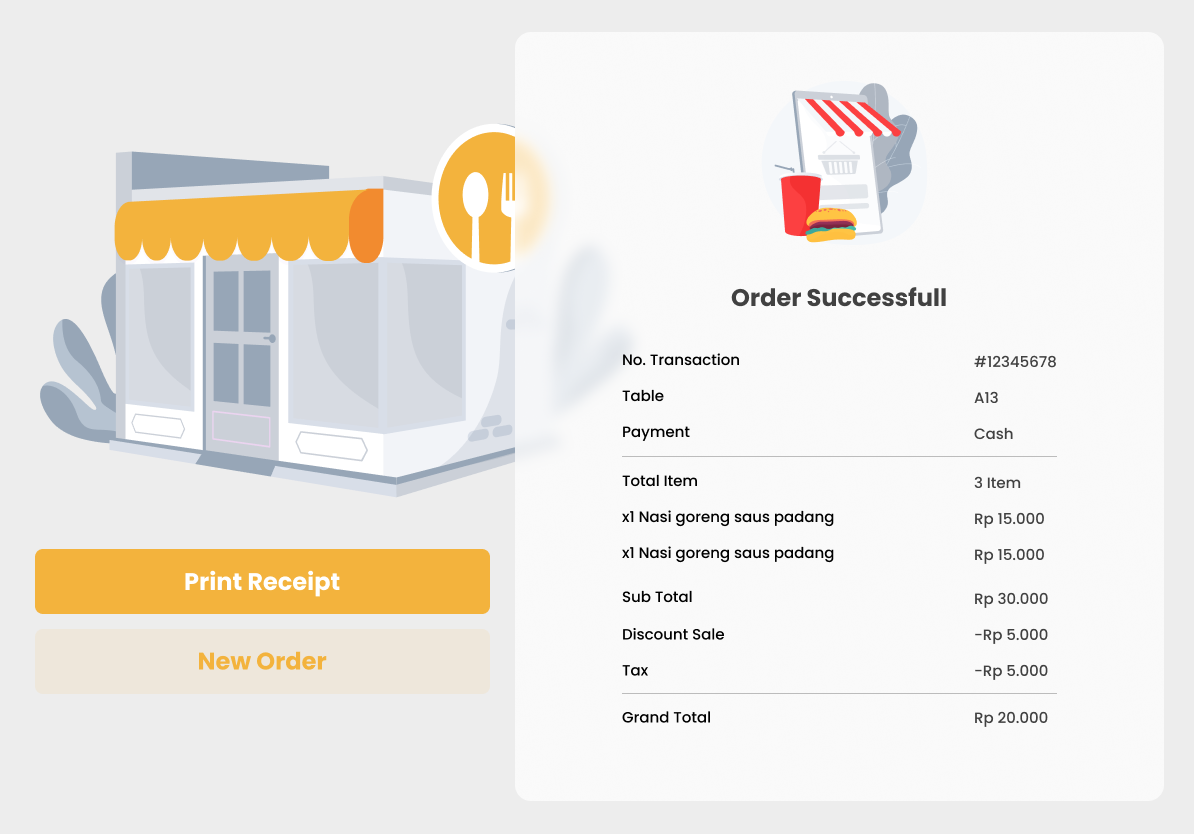 Order Successfull
No. Transaction #12345678
Table A13
Payment Cash
Total Item 3 Item
x1 Nasi goreng saus padang Rp 15.000
x1 Nasi goreng saus padang Rp 15.000
Sub Total Rp 30.000
Discount Sale -Rp 5.000
Tax -Rp 5.000
Grand Total Rp 20.000
Print Receipt
New Order